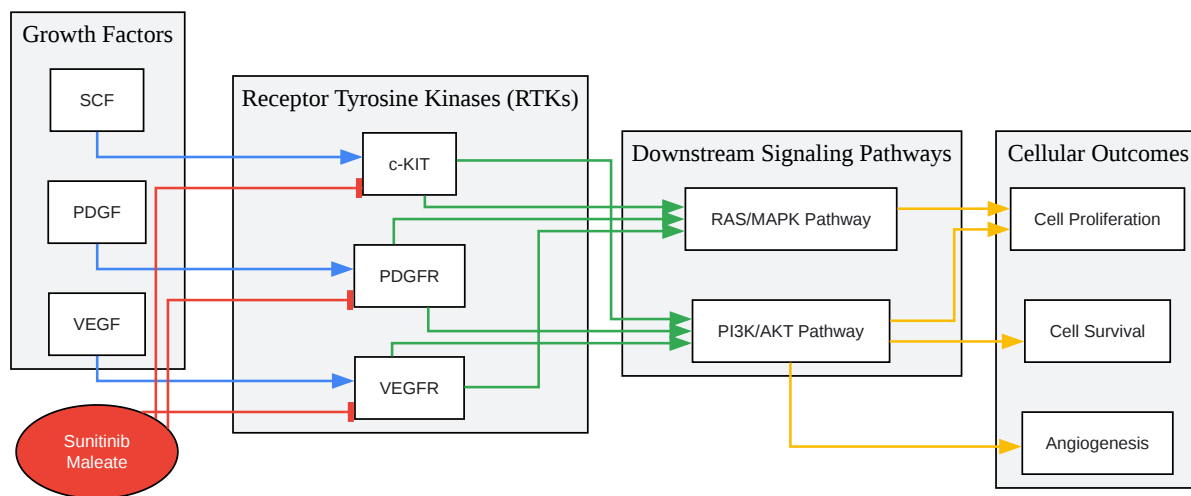 Growth Factors
SCF
PDGF
VEGF
Sunitinib
Maleate
Receptor Tyrosine Kinases (RTKs)
c-KIT
PDGFR
VEGFR
Downstream Signaling Pathways
RAS/MAPK Pathway
PI3K/AKT Pathway
Cellular Outcomes
Cell Proliferation
Cell Survival
Angiogenesis